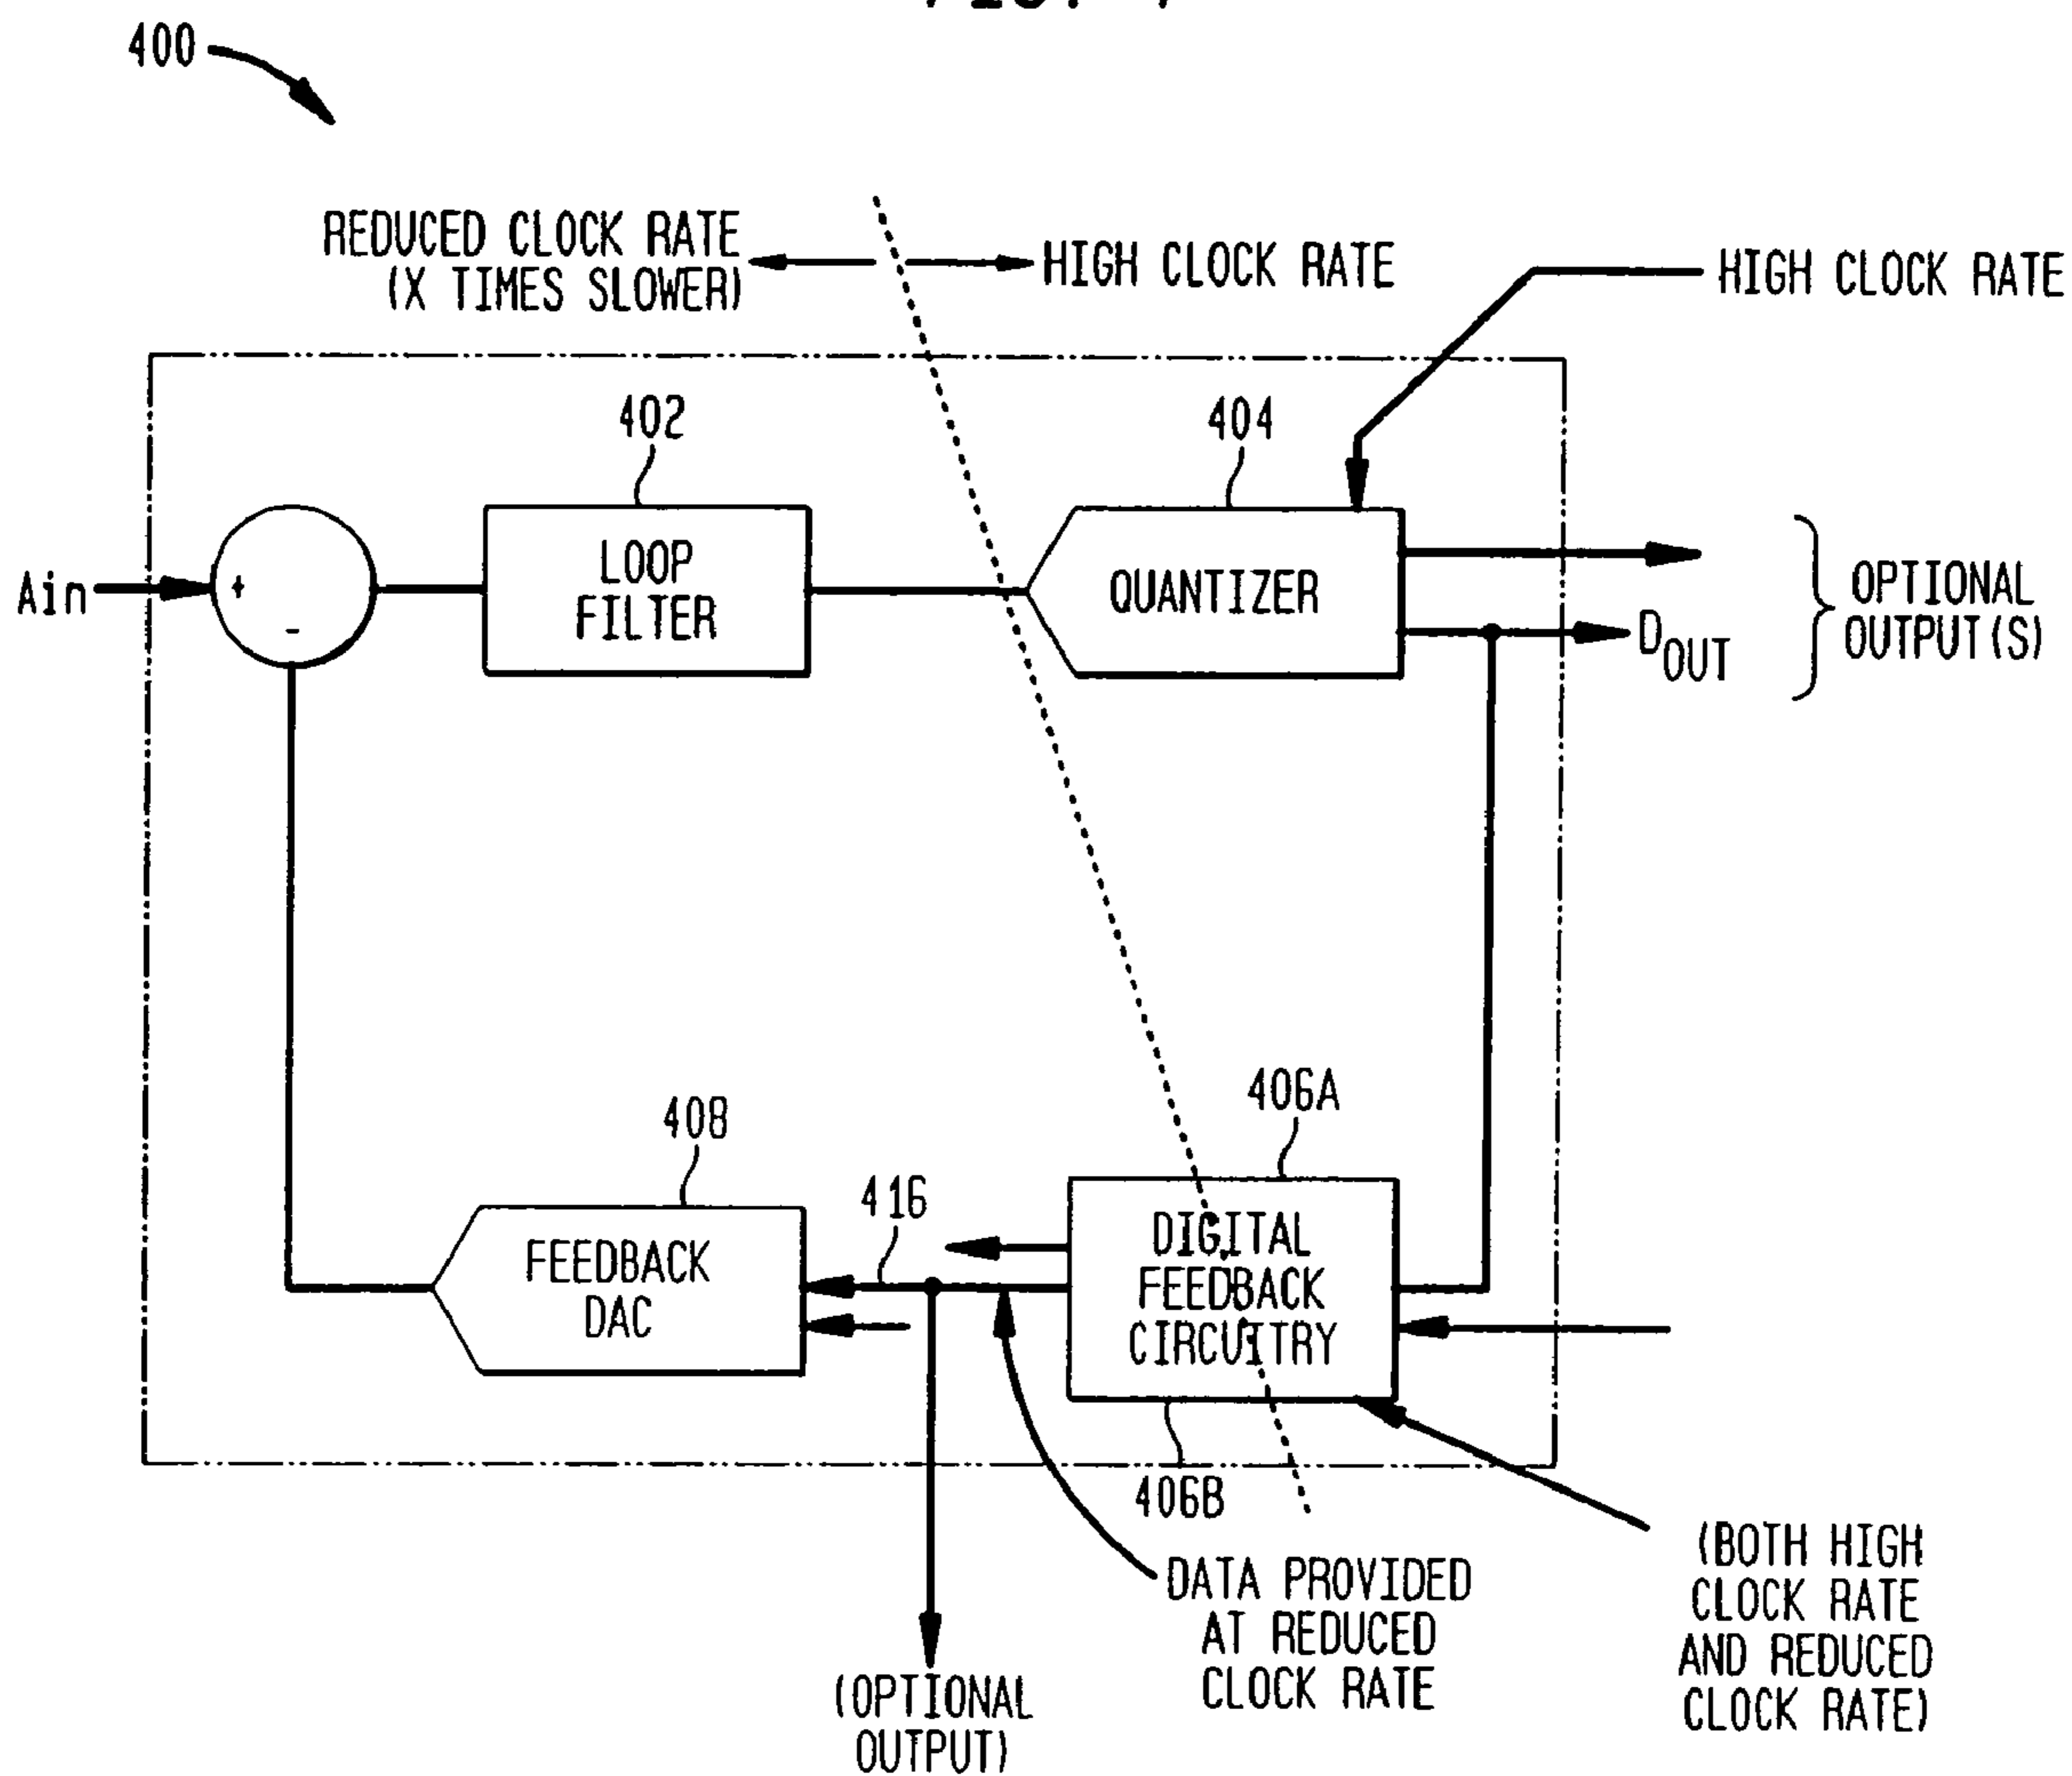 400
REDUCED CLOCK RATE
(X TIMES SLOWER)
HIGH CLOCK RATE
HIGH CLOCK RATE
402
404
Ain
+
-
LOOP
FILTER
QUANTIZER
DOUT
OPTIONAL
OUTPUT(S)
408
416
406A
FEEDBACK
DAC
DIGITAL
FEEDBACK
CIRCUITRY
406B
DATA PROVIDED
AT REDUCED
CLOCK RATE
(BOTH HIGH
CLOCK RATE
AND REDUCED
CLOCK RATE)
(OPTIONAL
OUTPUT)